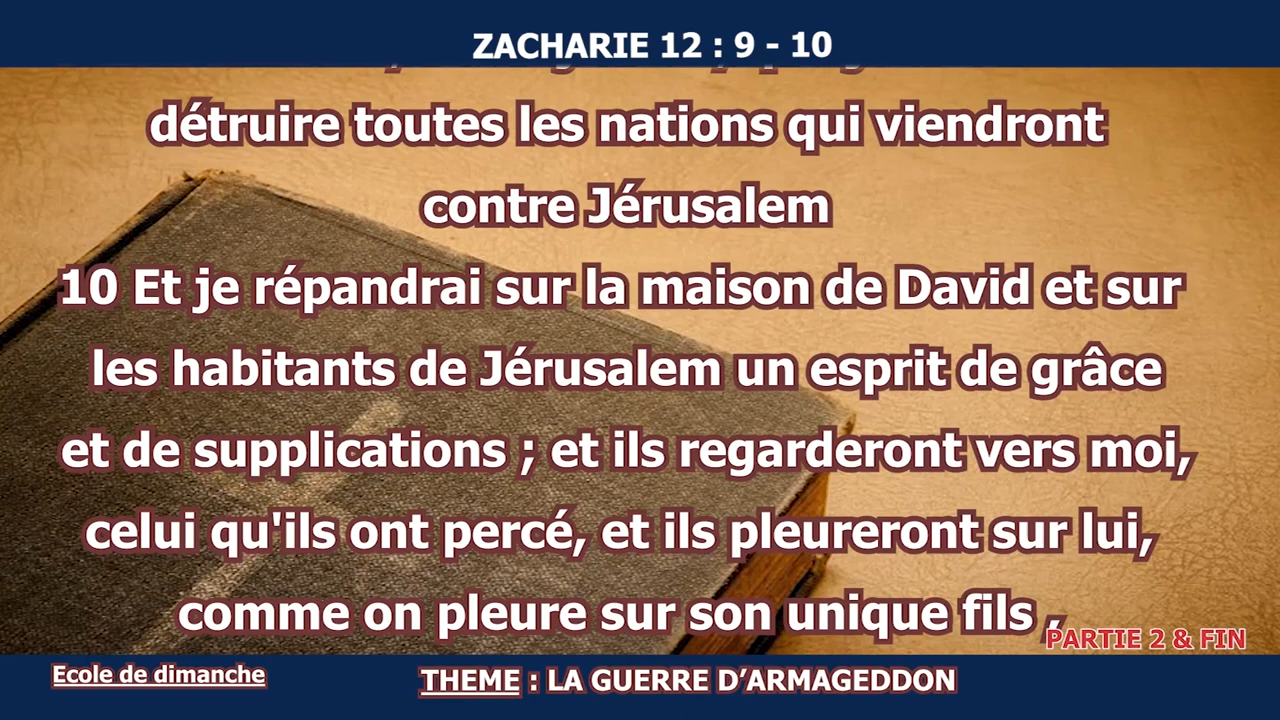 ZACHARIE 12 : 9 - 10
détruire toutes les nations qui viendront
contre Jérusalem
10 Et je répandrai sur la maison de David et sur
les habitants de Jérusalem un esprit de grâce
et de supplications ; et ils regarderont vers moi,
celui qu'ils ont percé, et ils pleureront sur lui,
comme on pleure sur son unique fils ,
PARTIE 2 & FIN
Ecole de dimanche
THEME : LA GUERRE D’ARMAGEDDON